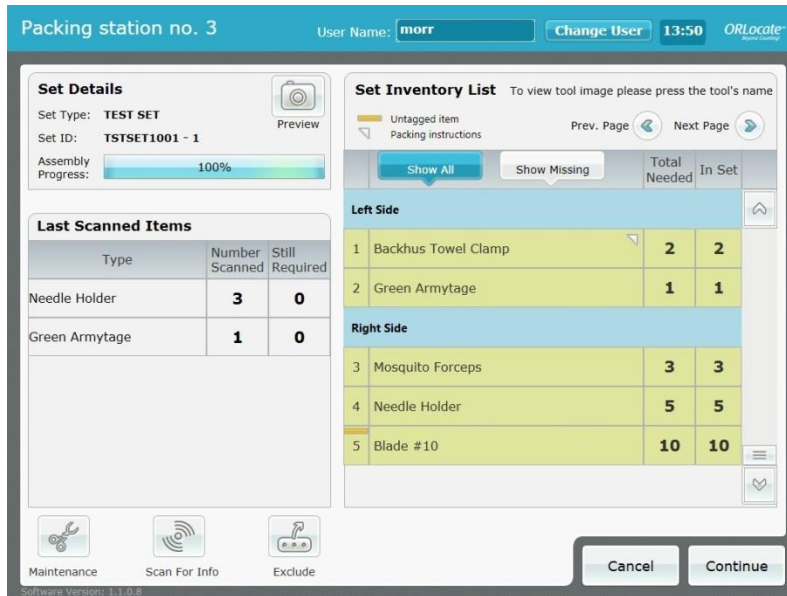 Packing station no. 3
User Name: morr
Change User
13:50
ORLocate
Beyond Counting!
Set Details
Set Type: TEST SET
Set ID: TSTSET1001 - 1
Assembly
Progress:
100%
Preview
Last Scanned Items
Type
Number
Scanned
Still
Required
Needle Holder 3 0
Green Armytage 1 0
Maintenance
Scan For Info
Exclude
Software Version: 1.1.0.8
Set Inventory List To view tool image please press the tool's name
Untagged item
Packing instructions
Prev. Page
Next Page
Show All
Show Missing
Total
Needed
In Set
Left Side
1 Backhus Towel Clamp 2 2
2 Green Armytage 1 1
Right Side
3 Mosquito Forceps 3 3
4 Needle Holder 5 5
5 Blade #10 10 10
Cancel
Continue